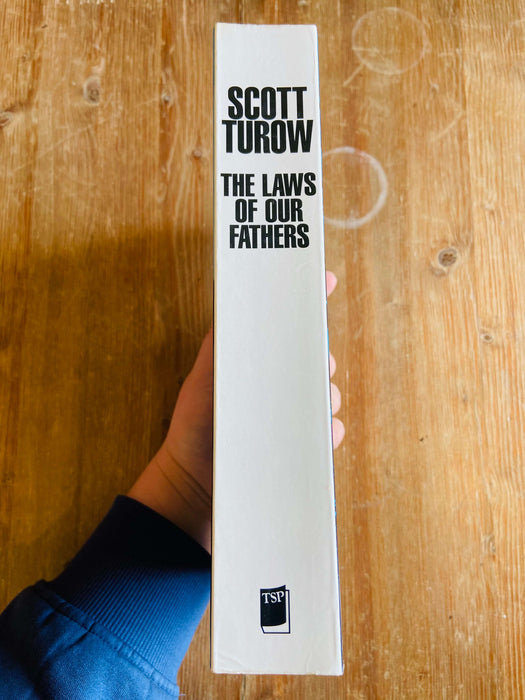 SCOTT
TUROW
THE LAWS
OF OUR
FATHERS
TSP